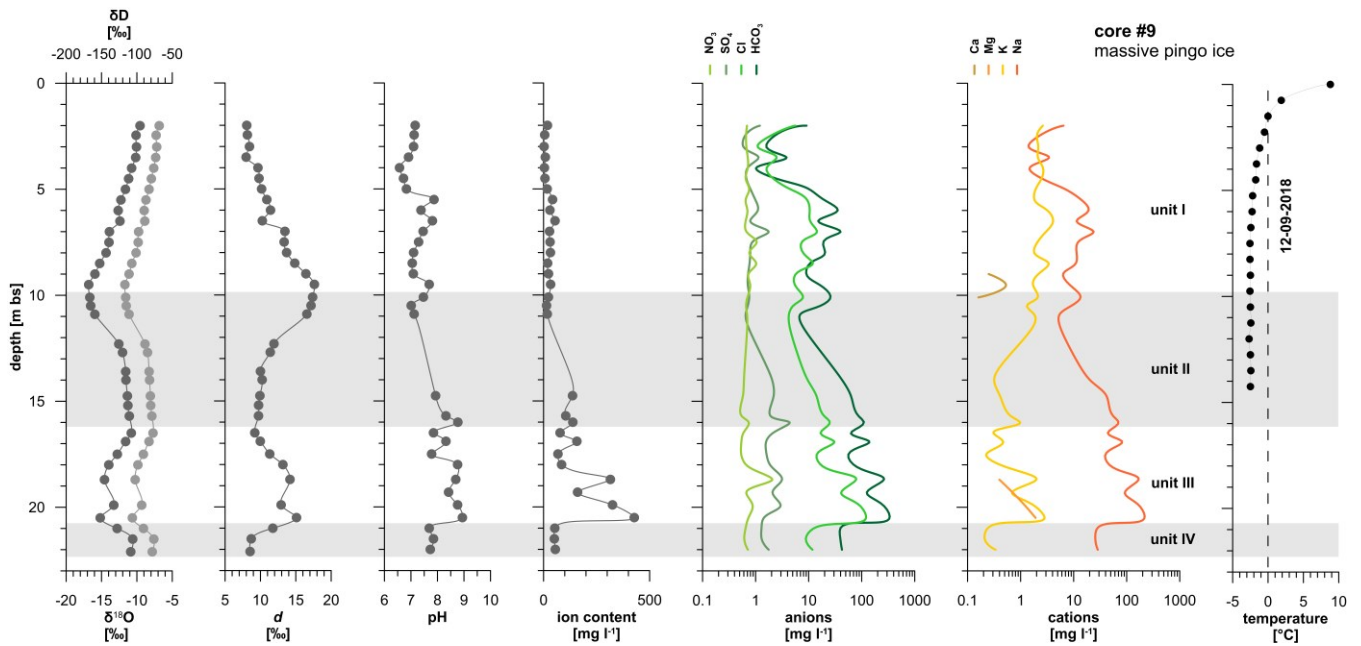 δD
[‰]
-200 -150 -100 -50
NO₃
SO₄
Cl
HCO₃
Ca
Mg
K
Na
core #9
massive pingo ice
0
5
10
15
20
depth [m bs]
unit I
unit II
unit III
unit IV
12-09-2018
-20 -15 -10 -5
δ¹⁸O
[‰]
5 10 15 20
d
[‰]
6 7 8 9 10
pH
0 500
ion content
[mg l⁻¹]
0.1 1 10 100 1000
anions
[mg l⁻¹]
0.1 1 10 100 1000
cations
[mg l⁻¹]
-5 0 5 10
temperature
[°C]